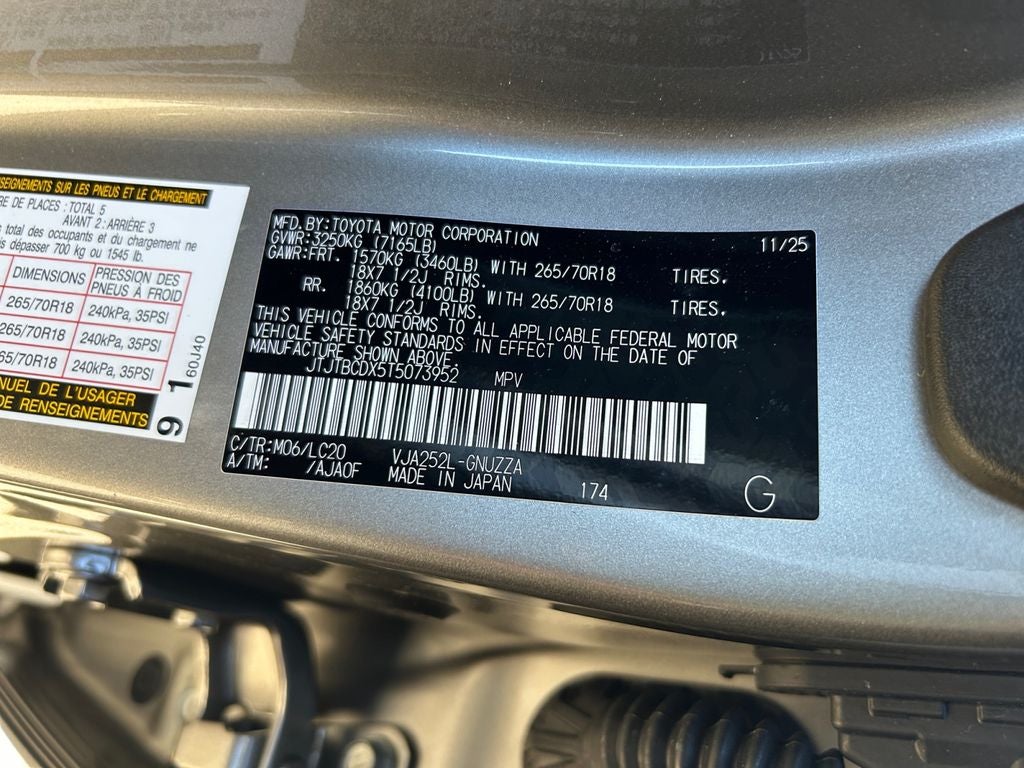 SEIGNEMENTS SUR LES PNEUS ET LE CHARGEMENT
RE DE PLACES : TOTAL 5
AVANT 2 : ARRIÈRE 3
total des occupants et du chargement ne
is dépasser 700 kg ou 1545 lb.
DIMENSIONS PRESSION DES PNEUS À FROID
265/70R18 240kPa, 35PSI
265/70R18 240kPa, 35PSI
65/70R18 240kPa, 35PSI
NUEL DE L'USAGER
DE RENSEIGNEMENTS
9 1 60J40
MFD.BY:TOYOTA MOTOR CORPORATION 11/25
GVWR:3250KG (7165LB)
GAWR:FRT. 1570KG (3460LB) WITH 265/70R18 TIRES.
18X7 1/2J RIMS.
RR. 1860KG (4100LB) WITH 265/70R18 TIRES.
18X7 1/2J RIMS.
THIS VEHICLE CONFORMS TO ALL APPLICABLE FEDERAL MOTOR
VEHICLE SAFETY STANDARDS IN EFFECT ON THE DATE OF
MANUFACTURE SHOWN ABOVE.
JTJTBCDX5T5073952 MPV
C/TR:M06/LC20 VJA252L-GNUZZA
A/TM: /AJA0F MADE IN JAPAN 174 G